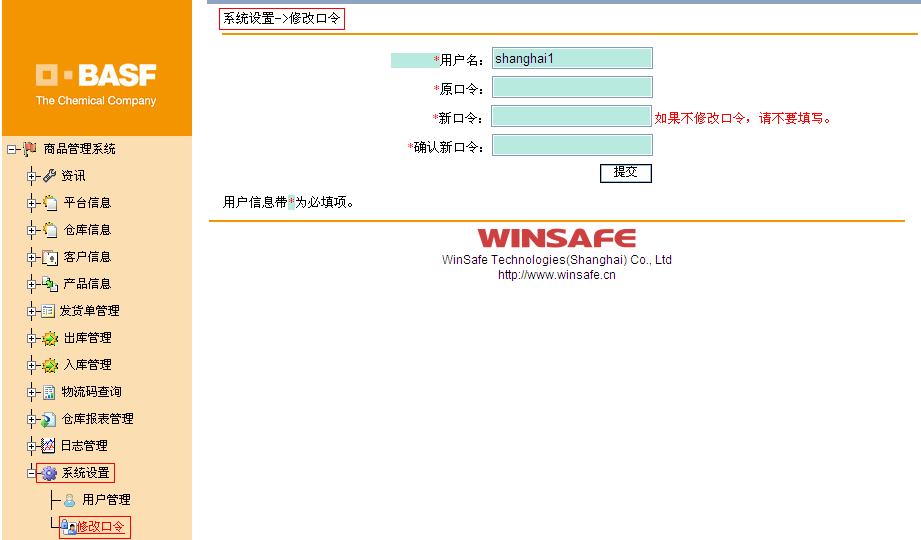 BASF
The Chemical Company
商品管理系统
资讯
平台信息
仓库信息
客户信息
产品信息
发货单管理
出库管理
入库管理
物流码查询
仓库报表管理
日志管理
系统设置
用户管理
修改口令
系统设置->修改口令
*用户名： shanghai1
*原口令：
*新口令： 如果不修改口令，请不要填写。
*确认新口令：
提交
用户信息带*为必填项。
WINSAFE
WinSafe Technologies(Shanghai) Co., Ltd
http://www.winsafe.cn